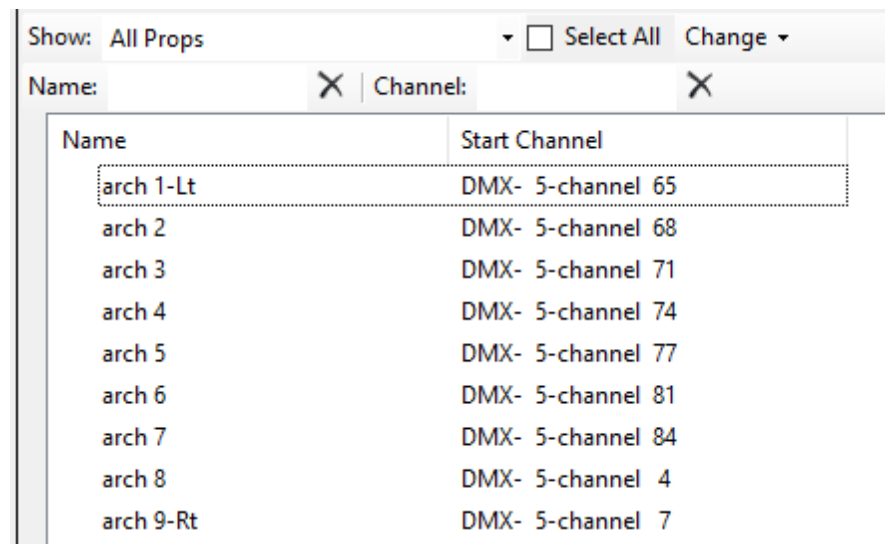 Show: All Props Select All Change
Name: Channel:
Name Start Channel
arch 1-Lt DMX- 5-channel 65
arch 2 DMX- 5-channel 68
arch 3 DMX- 5-channel 71
arch 4 DMX- 5-channel 74
arch 5 DMX- 5-channel 77
arch 6 DMX- 5-channel 81
arch 7 DMX- 5-channel 84
arch 8 DMX- 5-channel 4
arch 9-Rt DMX- 5-channel 7